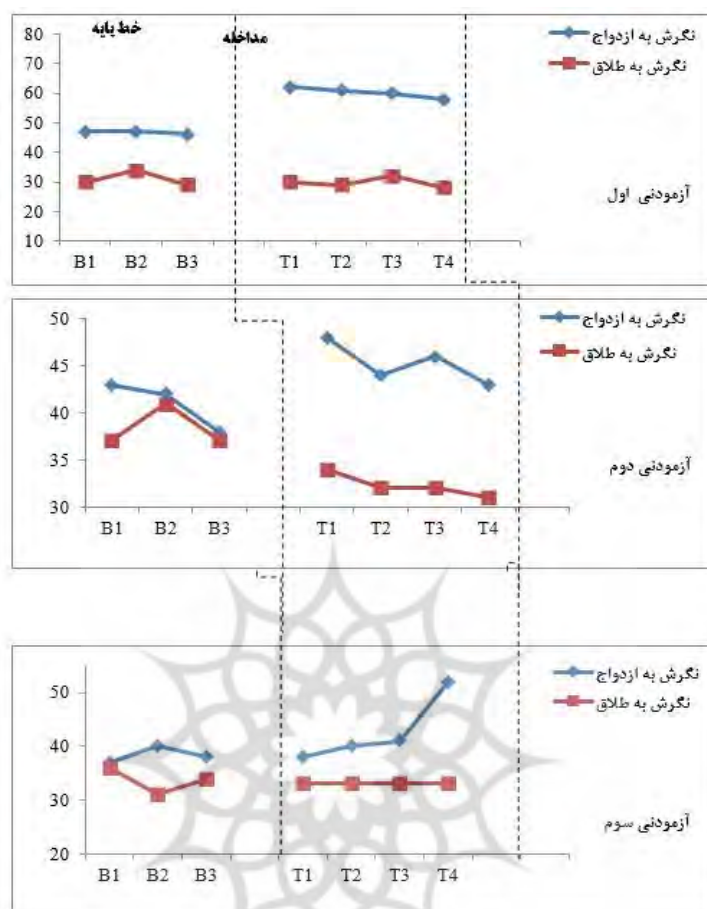 خط پایه
مداخله
نگرش به ازدواج
نگرش به طلاق
80
70
60
50
40
30
20
10
B1 B2 B3 T1 T2 T3 T4
آزمودنی اول
نگرش به ازدواج
نگرش به طلاق
50
45
40
35
30
B1 B2 B3 T1 T2 T3 T4
آزمودنی دوم
نگرش به ازدواج
نگرش به طلاق
50
40
30
20
B1 B2 B3 T1 T2 T3 T4
آزمودنی سوم